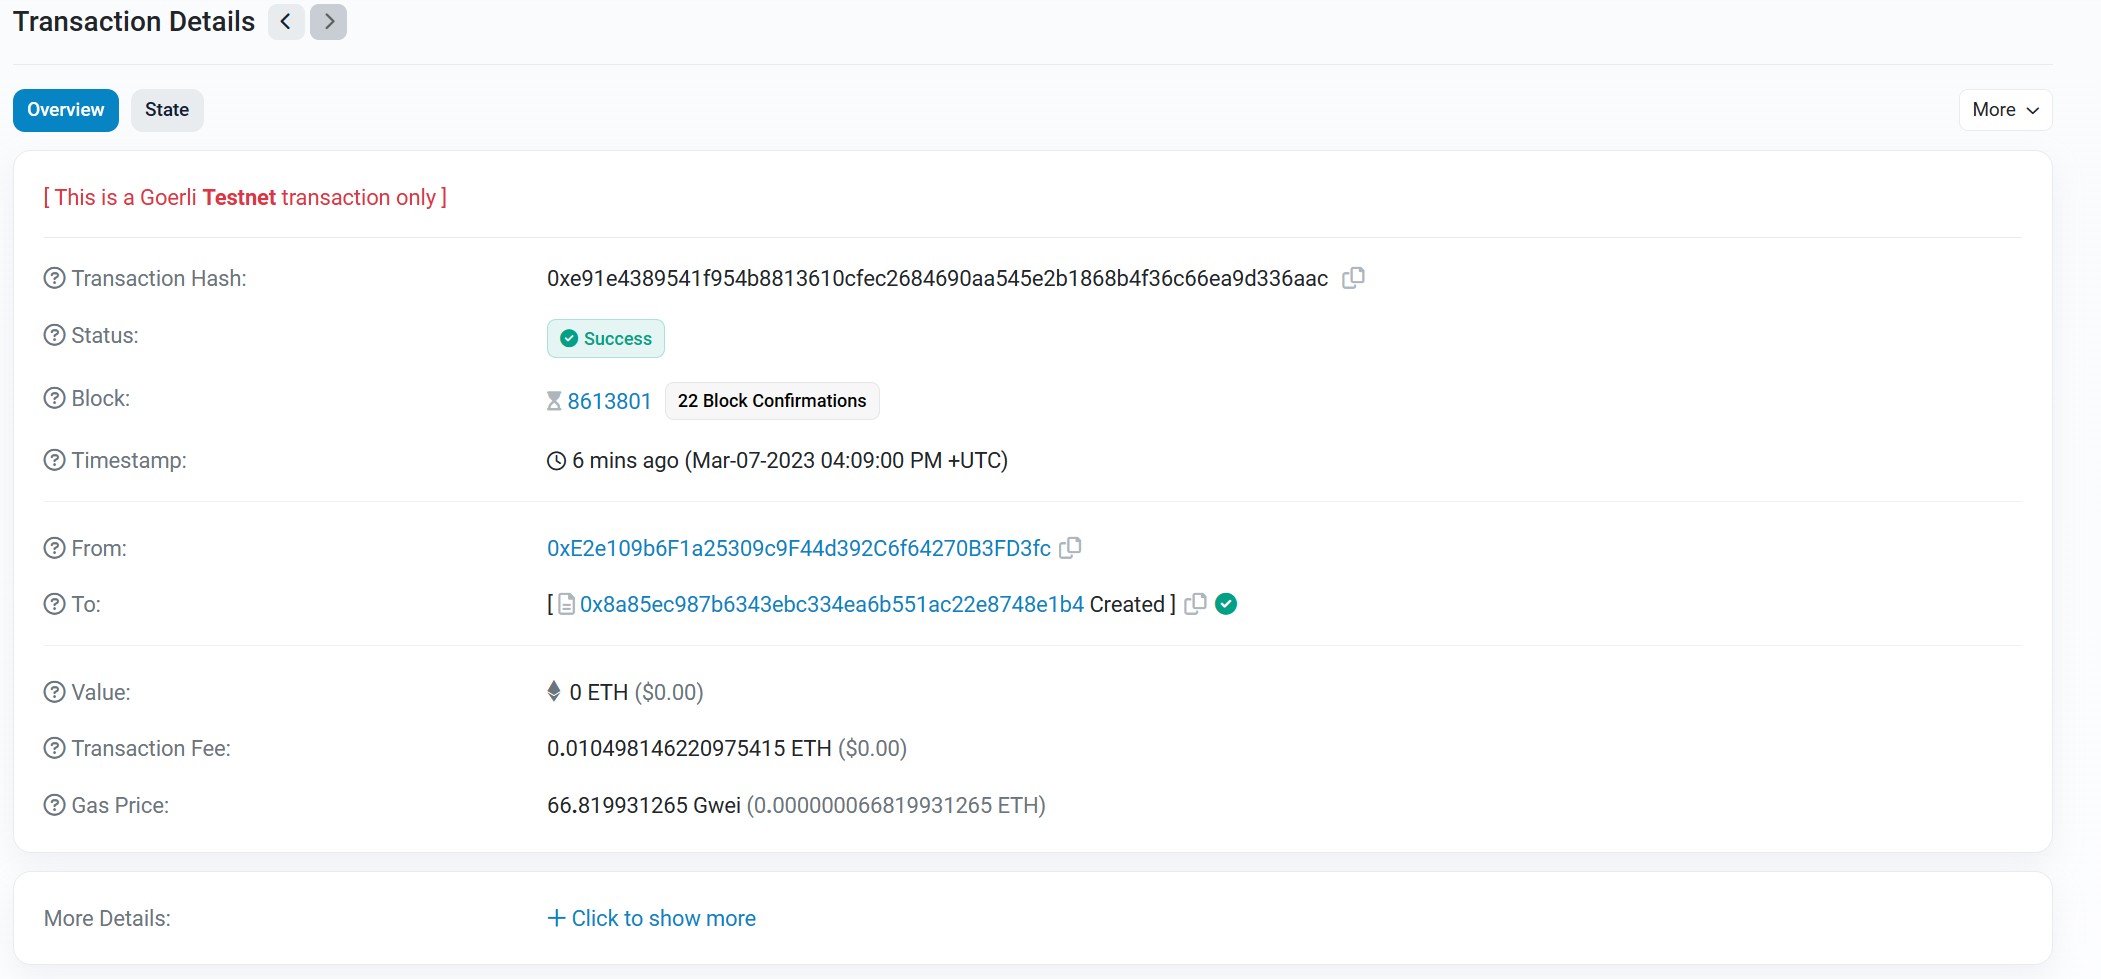 Transaction Details
Overview State More
[ This is a Goerli Testnet transaction only ]
Transaction Hash: 0xe91e4389541f954b8813610cfec2684690aa545e2b1868b4f36c66ea9d336aac
Status: Success
Block: 8613801 22 Block Confirmations
Timestamp: 6 mins ago (Mar-07-2023 04:09:00 PM +UTC)
From: 0xE2e109b6F1a25309c9F44d392C6f64270B3FD3fc
To: [ 0x8a85ec987b6343ebc334ea6b551ac22e8748e1b4 Created ]
Value: 0 ETH ($0.00)
Transaction Fee: 0.010498146220975415 ETH ($0.00)
Gas Price: 66.819931265 Gwei (0.000000066819931265 ETH)
More Details: + Click to show more